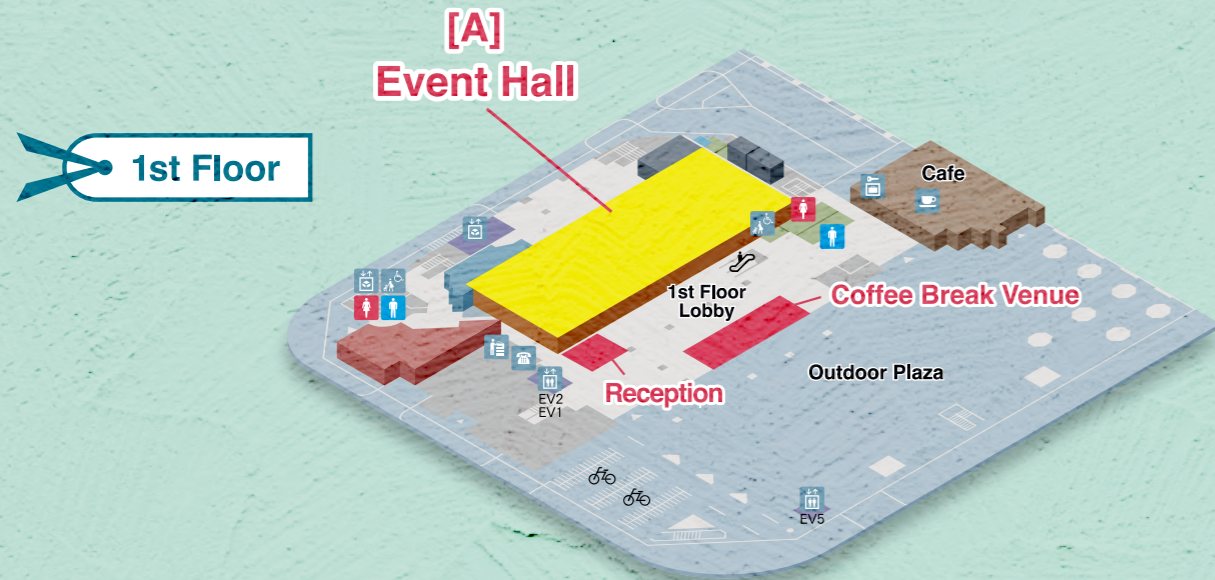 [A]
Event Hall
1st Floor
Cafe
1st Floor
Lobby
Coffee Break Venue
Outdoor Plaza
Reception
EV2
EV1
EV5